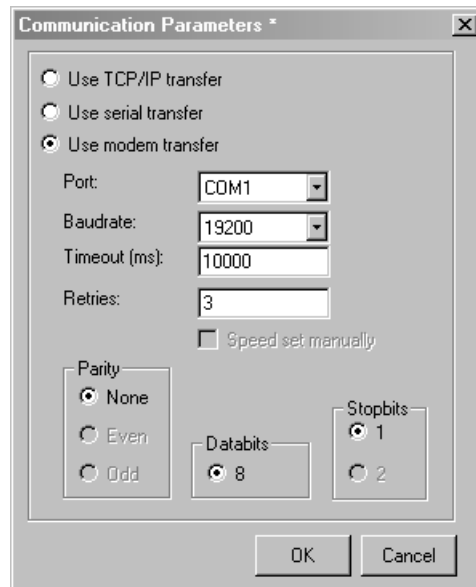 Communication Parameters *
Use TCP/IP transfer
Use serial transfer
Use modem transfer
Port: COM1
Baudrate: 19200
Timeout (ms): 10000
Retries: 3
Speed set manually
Parity
None
Even
Odd
Databits
8
Stopbits
1
2
OK Cancel